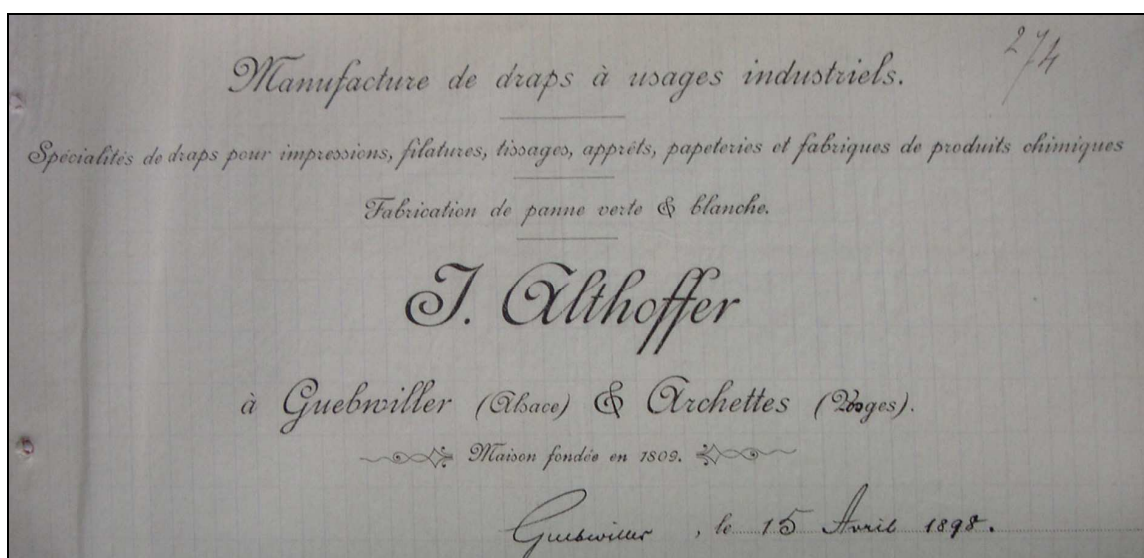 274
Manufacture de draps à usages industriels.
Spécialités de draps pour impressions, filatures, tissages, apprêts, papeteries et fabriques de produits chimiques
Fabrication de panne verte & blanche.
J. Althoffer
à Guebwiller (Alsace) & Archettes (Vosges).
Maison fondée en 1809.
Guebwiller, le 15 Avril 1898.